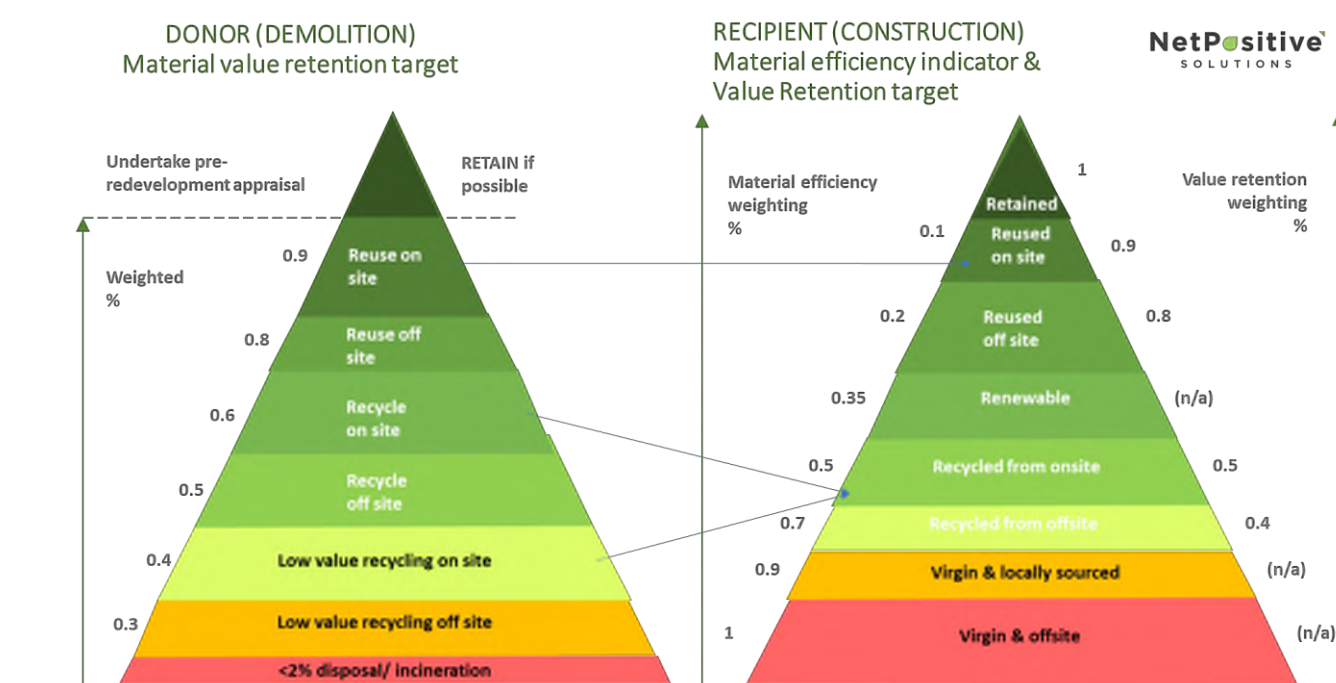 DONOR (DEMOLITION)
Material value retention target
RECIPIENT (CONSTRUCTION)
Material efficiency indicator &
Value Retention target
NetPositive
SOLUTIONS
Undertake pre-
redevelopment appraisal
RETAIN if
possible
Weighted
%
0.9
Reuse on
site
0.8
Reuse off
site
0.6
Recycle
on site
0.5
Recycle
off site
0.4
Low value recycling on site
0.3
Low value recycling off site
<2% disposal/ incineration
Material efficiency
weighting
%
Value retention
weighting
%
Retained
1
0.1
Reused
on site
0.9
0.2
Reused
off site
0.8
0.35
Renewable
(n/a)
0.5
Recycled from onsite
0.5
0.7
Recycled from offsite
0.4
0.9
Virgin & locally sourced
(n/a)
1
Virgin & offsite
(n/a)